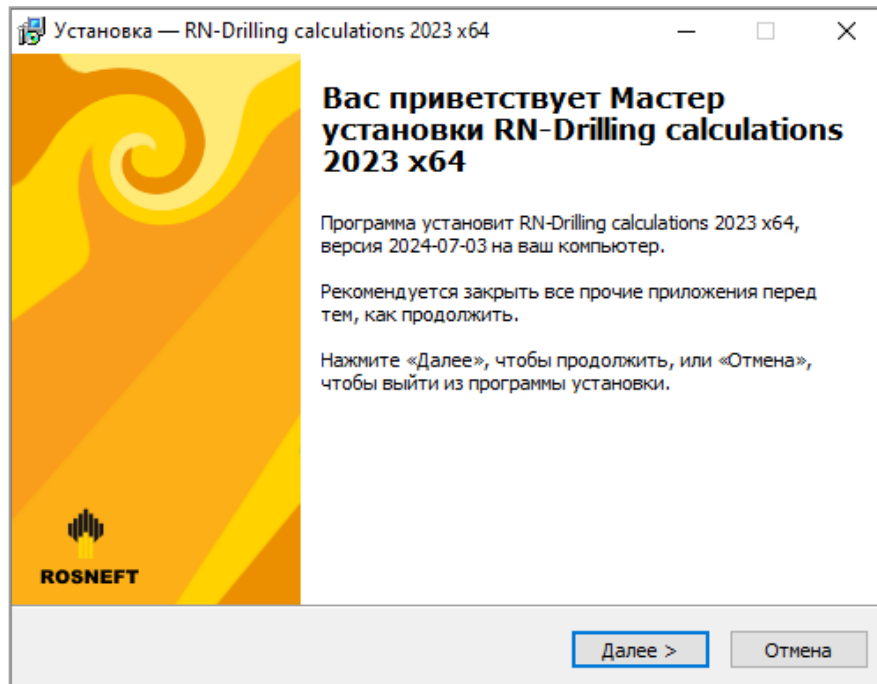 Установка — RN-Drilling calculations 2023 x64
Вас приветствует Мастер
установки RN-Drilling calculations
2023 x64
Программа установит RN-Drilling calculations 2023 x64,
версия 2024-07-03 на ваш компьютер.
Рекомендуется закрыть все прочие приложения перед
тем, как продолжить.
Нажмите «Далее», чтобы продолжить, или «Отмена»,
чтобы выйти из программы установки.
ROSNEFT
Далее >
Отмена